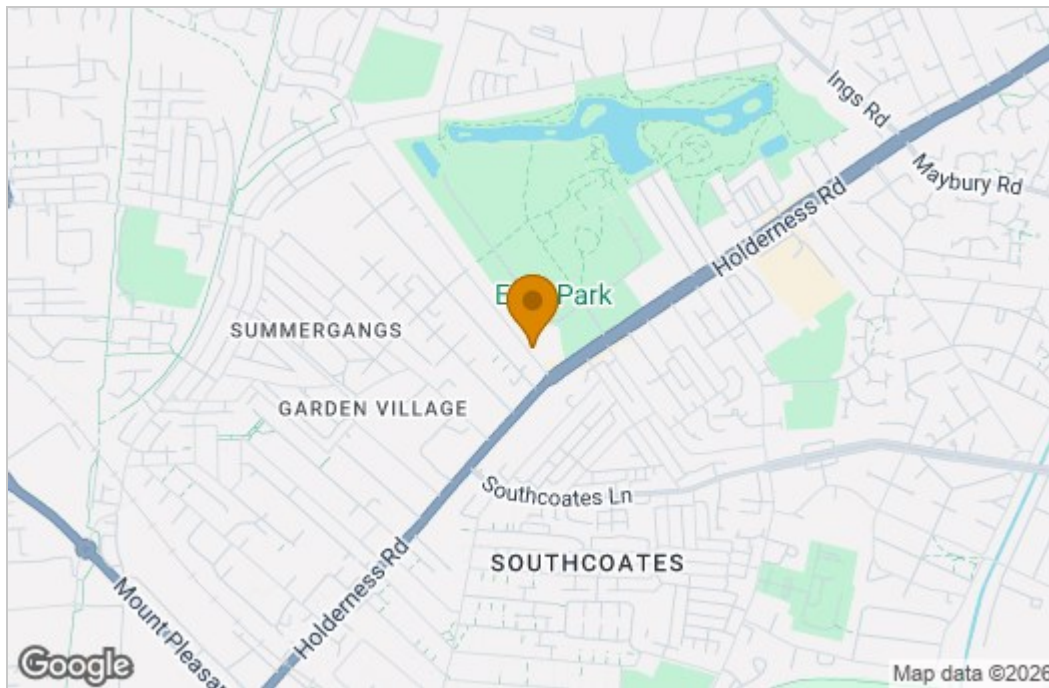 Ings Rd
Maybury Rd
Holderness Rd
Park
SUMMERGANGS
GARDEN VILLAGE
Southcoates Ln
SOUTHCOATES
Holderness Rd
Mount Pleasan
Google
Map data ©2026